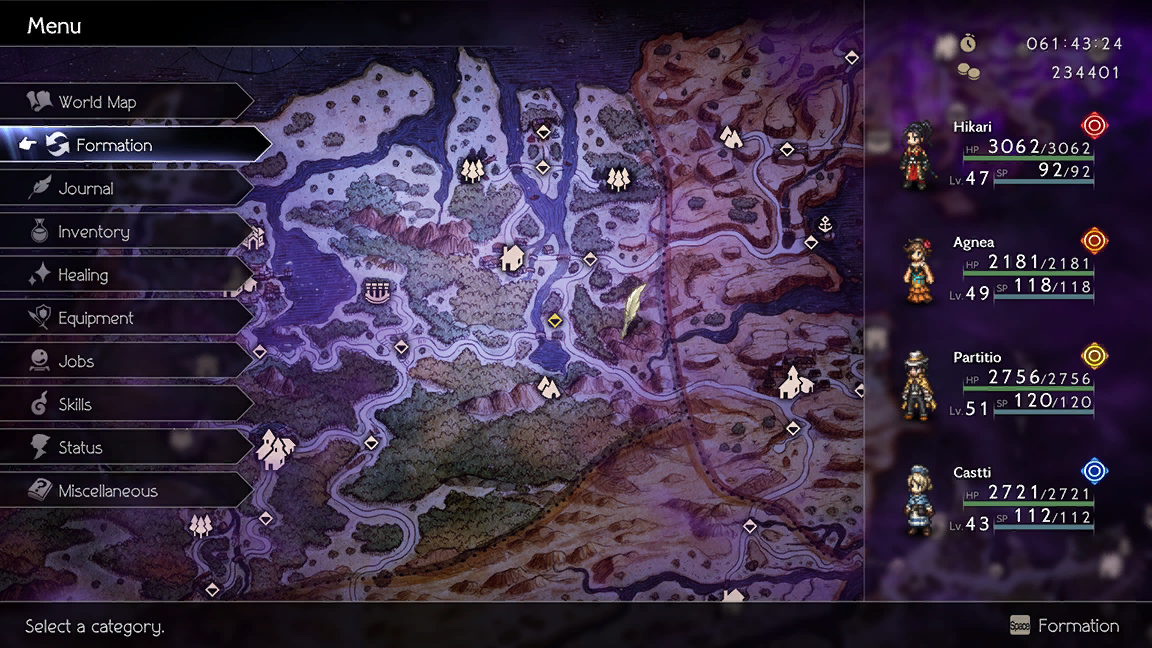 Menu
World Map
Formation
Journal
Inventory
Healing
Equipment
Jobs
Skills
Status
Miscellaneous
061:43:24
234401
Hikari
HP 3062/3062
Lv. 47 SP 92/92
Agnea
HP 2181/2181
Lv. 49 SP 118/118
Partitio
HP 2756/2756
Lv. 51 SP 120/120
Castti
HP 2721/2721
Lv. 43 SP 112/112
Select a category.
Space Formation